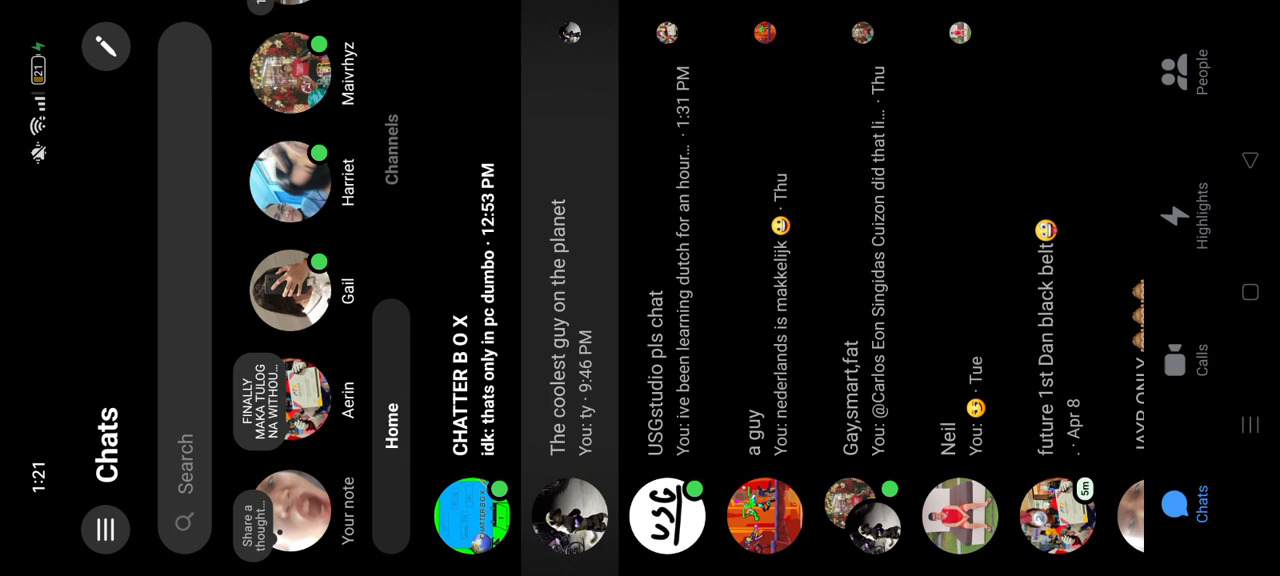 1:21
21
Chats
Search
Share a
thought...
FINALLY
MAKA TULOG
NA WITHOU...
Your note
Aerin
Gail
Harriet
Maivrhyz
Home
Channels
CHATTER B O X
idk: thats only in pc dumbo · 12:53 PM
The coolest guy on the planet
You: ty · 9:46 PM
USG
USGstudio pls chat
You: ive been learning dutch for an hour... · 1:31 PM
a guy
You: nederlands is makkelijk 😀 · Thu
Gay,smart,fat
You: @Carlos Eon Singidas Cuizon did that li... · Thu
Neil
You: 😏 · Tue
5m
future 1st Dan black belt🤪
. · Apr 8
Chats
Calls
Highlights
People